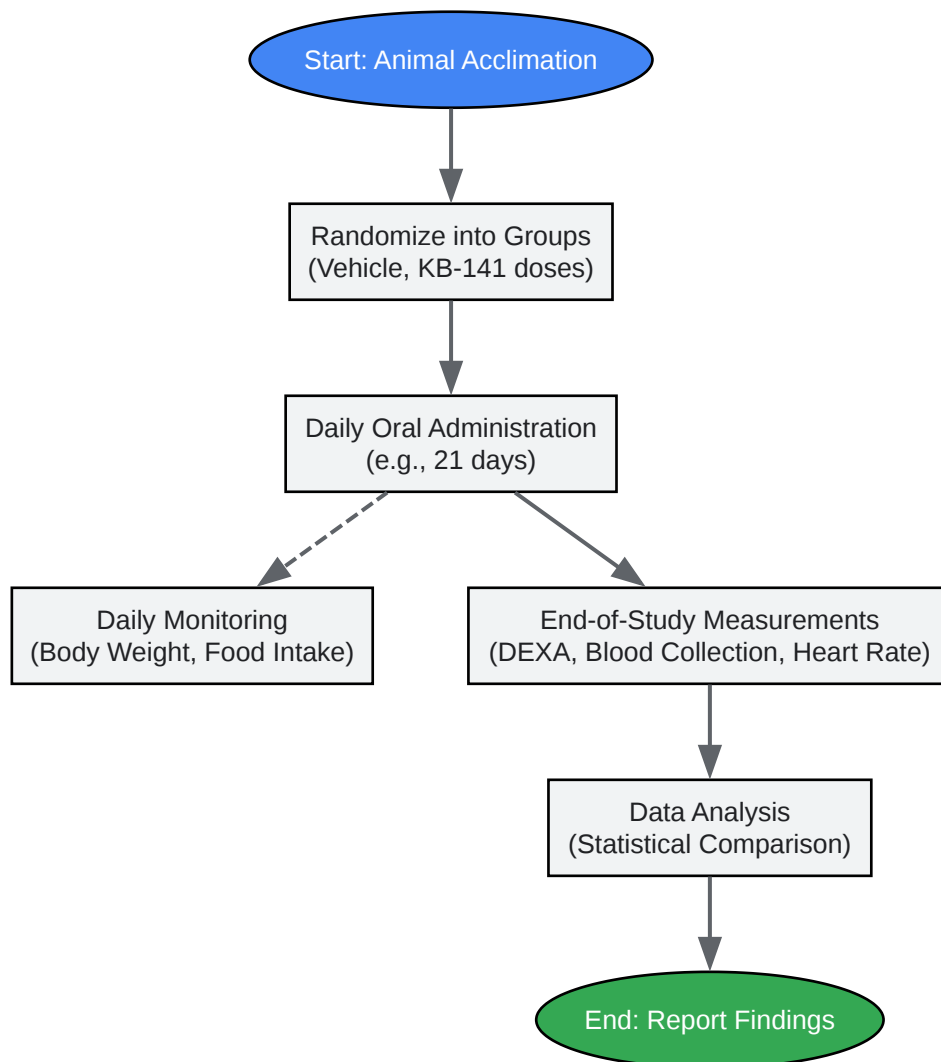 Start: Animal Acclimation
Randomize into Groups
(Vehicle, KB-141 doses)
Daily Oral Administration
(e.g., 21 days)
Daily Monitoring
(Body Weight, Food Intake)
End-of-Study Measurements
(DEXA, Blood Collection, Heart Rate)
Data Analysis
(Statistical Comparison)
End: Report Findings